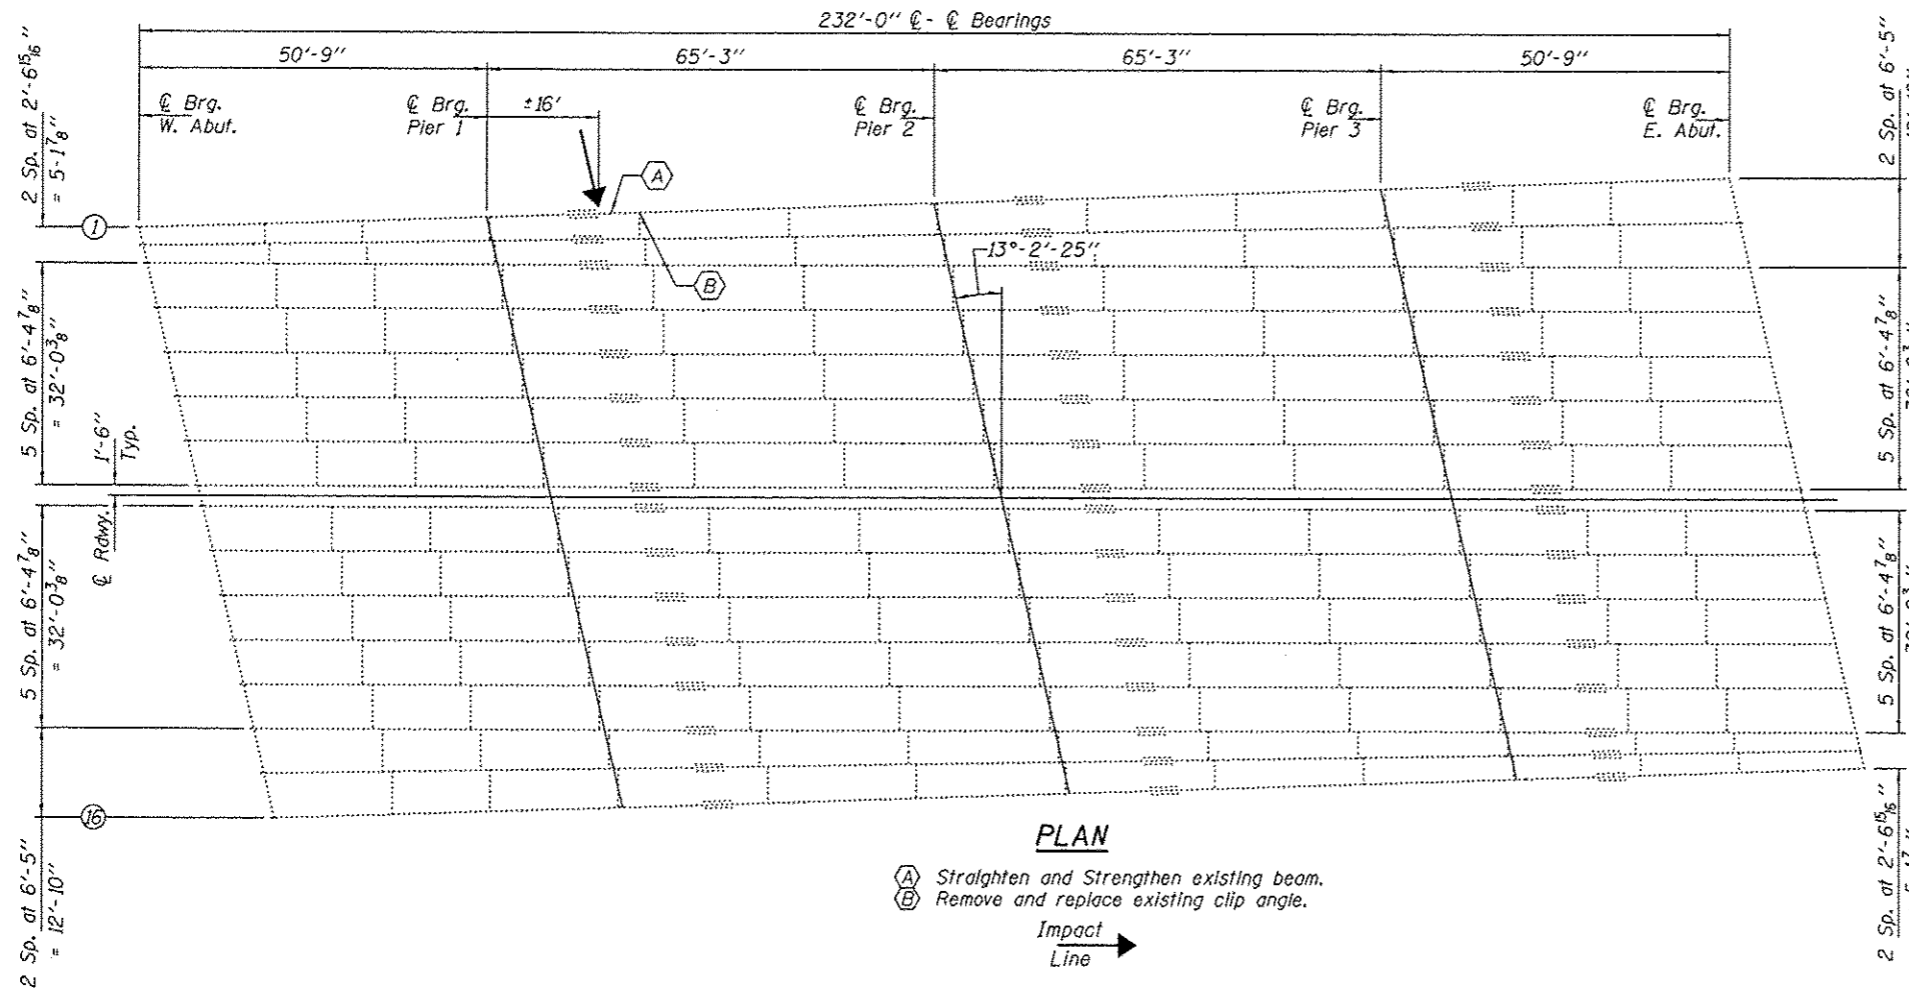 232'-0" ℄ - ℄ Bearings
50'-9"
65'-3"
65'-3"
50'-9"
℄ Brg.
W. Abut.
℄ Brg.
Pier 1
±16'
℄ Brg.
Pier 2
℄ Brg.
Pier 3
℄ Brg.
E. Abut.
2 Sp. at 2'-6 15/16"
= 5-1 7/8"
2 Sp. at 6'-5"
A
1
B
13°-2'-25"
5 Sp. at 6'-4 7/8"
= 32'-0 3/8"
5 Sp. at 6'-4 7/8"
1'-6"
Typ.
℄ Rdwy.
5 Sp. at 6'-4 7/8"
= 32'-0 3/8"
5 Sp. at 6'-4 7/8"
16
2 Sp. at 6'-5"
= 12'-10"
2 Sp. at 2'-6 15/16"
PLAN
A Straighten and Strengthen existing beam.
B Remove and replace existing clip angle.
Impact
Line